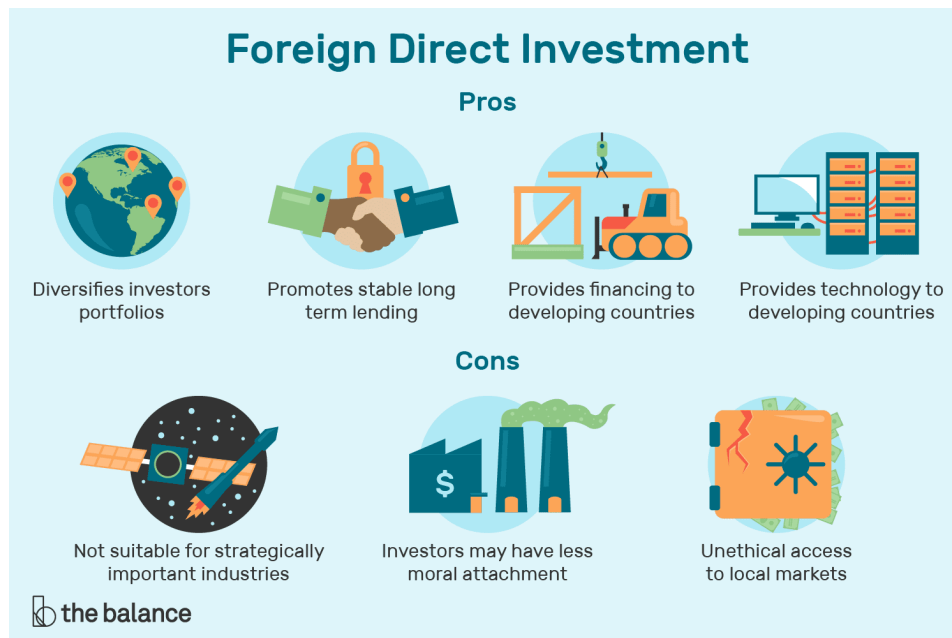 Foreign Direct Investment
Pros
Diversifies investors
portfolios
Promotes stable long
term lending
Provides financing to
developing countries
Provides technology to
developing countries
Cons
$
Not suitable for strategically
important industries
Investors may have less
moral attachment
Unethical access
to local markets
the balance